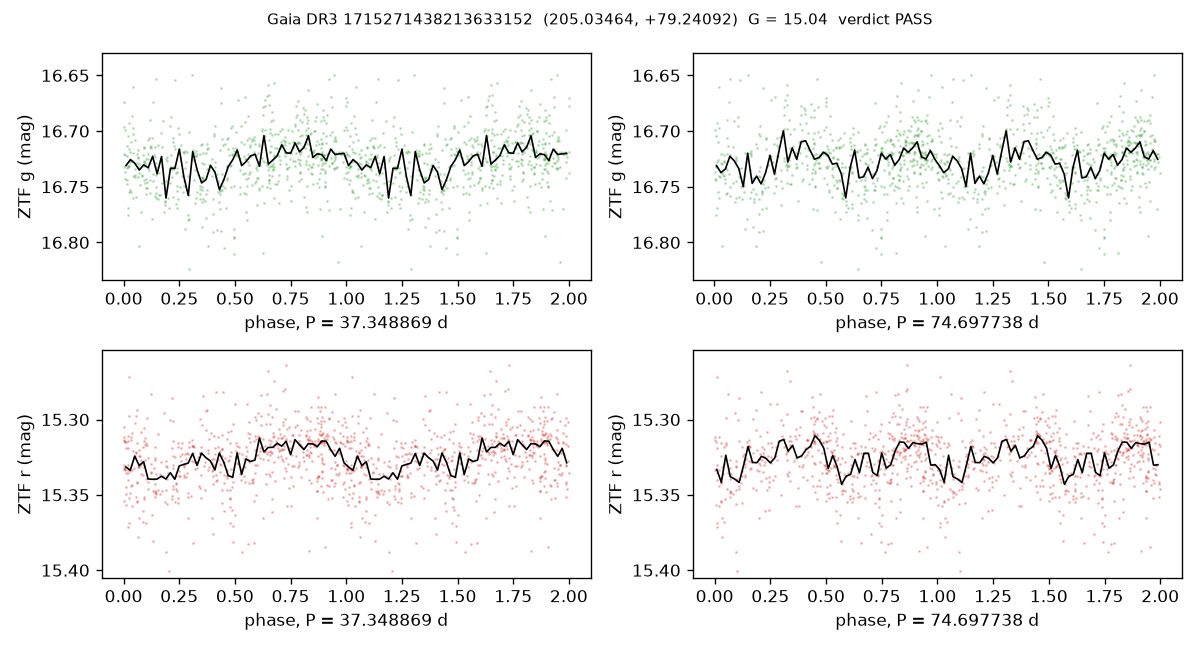 Gaia DR3 1715271438213633152 (205.03464, +79.24092) G = 15.04 verdict PASS
ZTF g (mag)
16.65
16.70
16.75
16.80
0.00 0.25 0.50 0.75 1.00 1.25 1.50 1.75 2.00
phase, P = 37.348869 d
ZTF g (mag)
16.65
16.70
16.75
16.80
0.00 0.25 0.50 0.75 1.00 1.25 1.50 1.75 2.00
phase, P = 74.697738 d
ZTF r (mag)
15.30
15.35
15.40
0.00 0.25 0.50 0.75 1.00 1.25 1.50 1.75 2.00
phase, P = 37.348869 d
ZTF r (mag)
15.30
15.35
15.40
0.00 0.25 0.50 0.75 1.00 1.25 1.50 1.75 2.00
phase, P = 74.697738 d